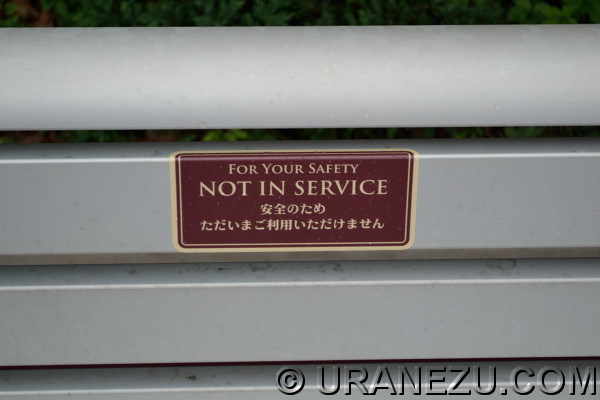 FOR YOUR SAFETY
NOT IN SERVICE
安全のため
ただいまご利用いただけません
© URANEZU.COM